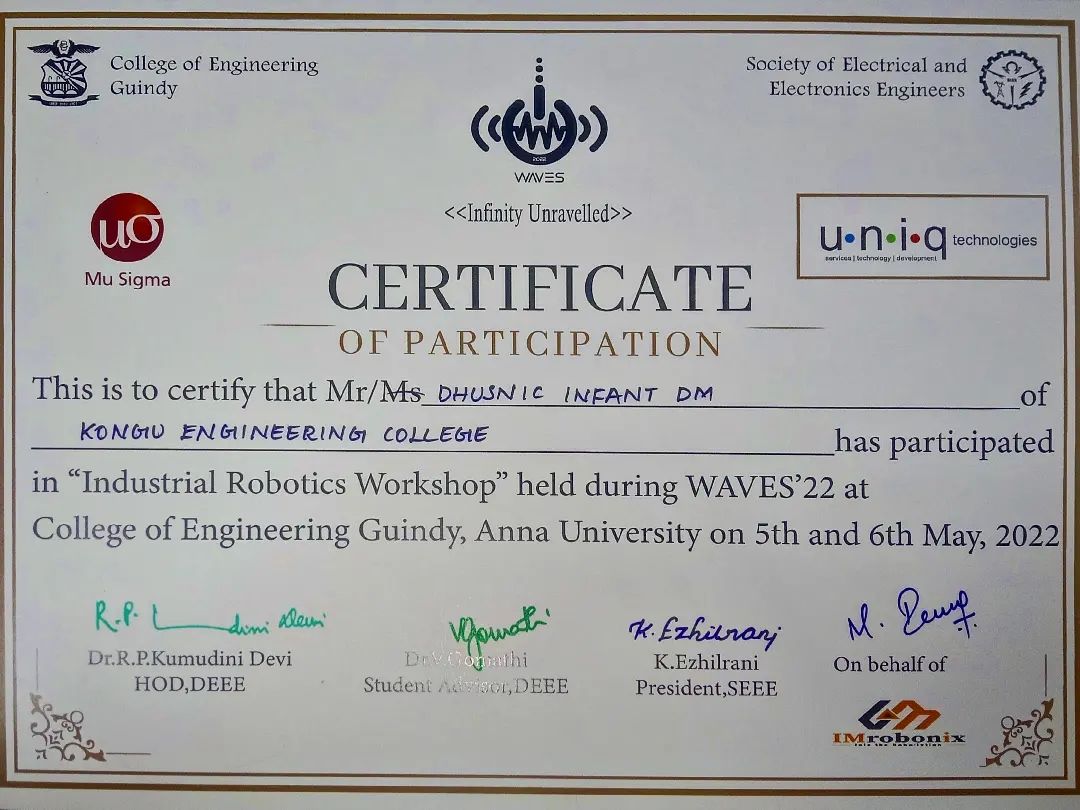 College of Engineering
Guindy
Society of Electrical and
Electronics Engineers
2022
WAVES
<<Infinity Unravelled>>
μσ
Mu Sigma
u·n·i·q technologies
services | technology | development
CERTIFICATE
OF PARTICIPATION
This is to certify that Mr/Ms DHUSNIC INFANT DM of
KONGU ENGINEERING COLLEGE has participated
in “Industrial Robotics Workshop” held during WAVES’22 at
College of Engineering Guindy, Anna University on 5th and 6th May, 2022
R.P. K. Ezhilrani M.
Dr.R.P.Kumudini Devi
HOD,DEEE
Dr.V.Gomathi
Student Advisor,DEEE
K.Ezhilrani
President,SEEE
On behalf of
IMrobonix